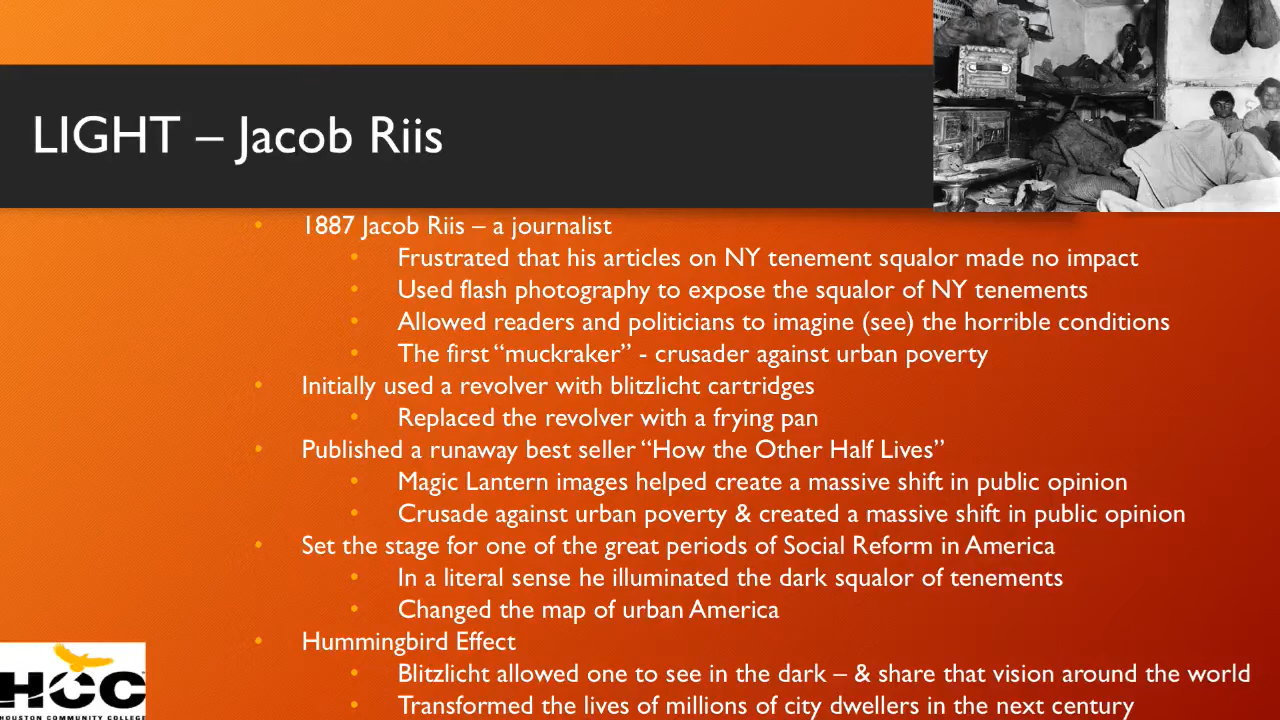 LIGHT – Jacob Riis
• 1887 Jacob Riis – a journalist
• Frustrated that his articles on NY tenement squalor made no impact
• Used flash photography to expose the squalor of NY tenements
• Allowed readers and politicians to imagine (see) the horrible conditions
• The first “muckraker” - crusader against urban poverty
• Initially used a revolver with blitzlicht cartridges
• Replaced the revolver with a frying pan
• Published a runaway best seller “How the Other Half Lives”
• Magic Lantern images helped create a massive shift in public opinion
• Crusade against urban poverty & created a massive shift in public opinion
• Set the stage for one of the great periods of Social Reform in America
• In a literal sense he illuminated the dark squalor of tenements
• Changed the map of urban America
• Hummingbird Effect
• Blitzlicht allowed one to see in the dark – & share that vision around the world
• Transformed the lives of millions of city dwellers in the next century
HCC
HOUSTON COMMUNITY COLLEGE